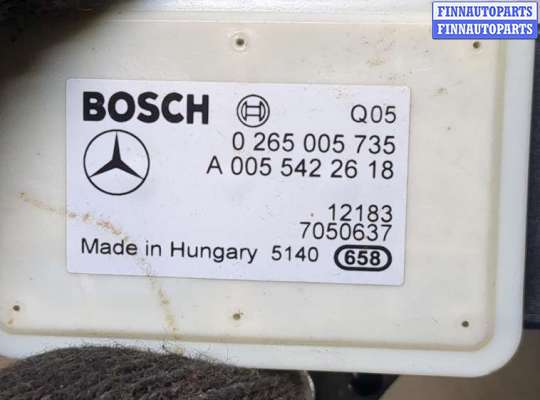 FINNAUTOPARTS
FINNAUTOPARTS
BOSCH Q05
0 265 005 735
A 005 542 26 18
12183
7050637
Made in Hungary 5140 658